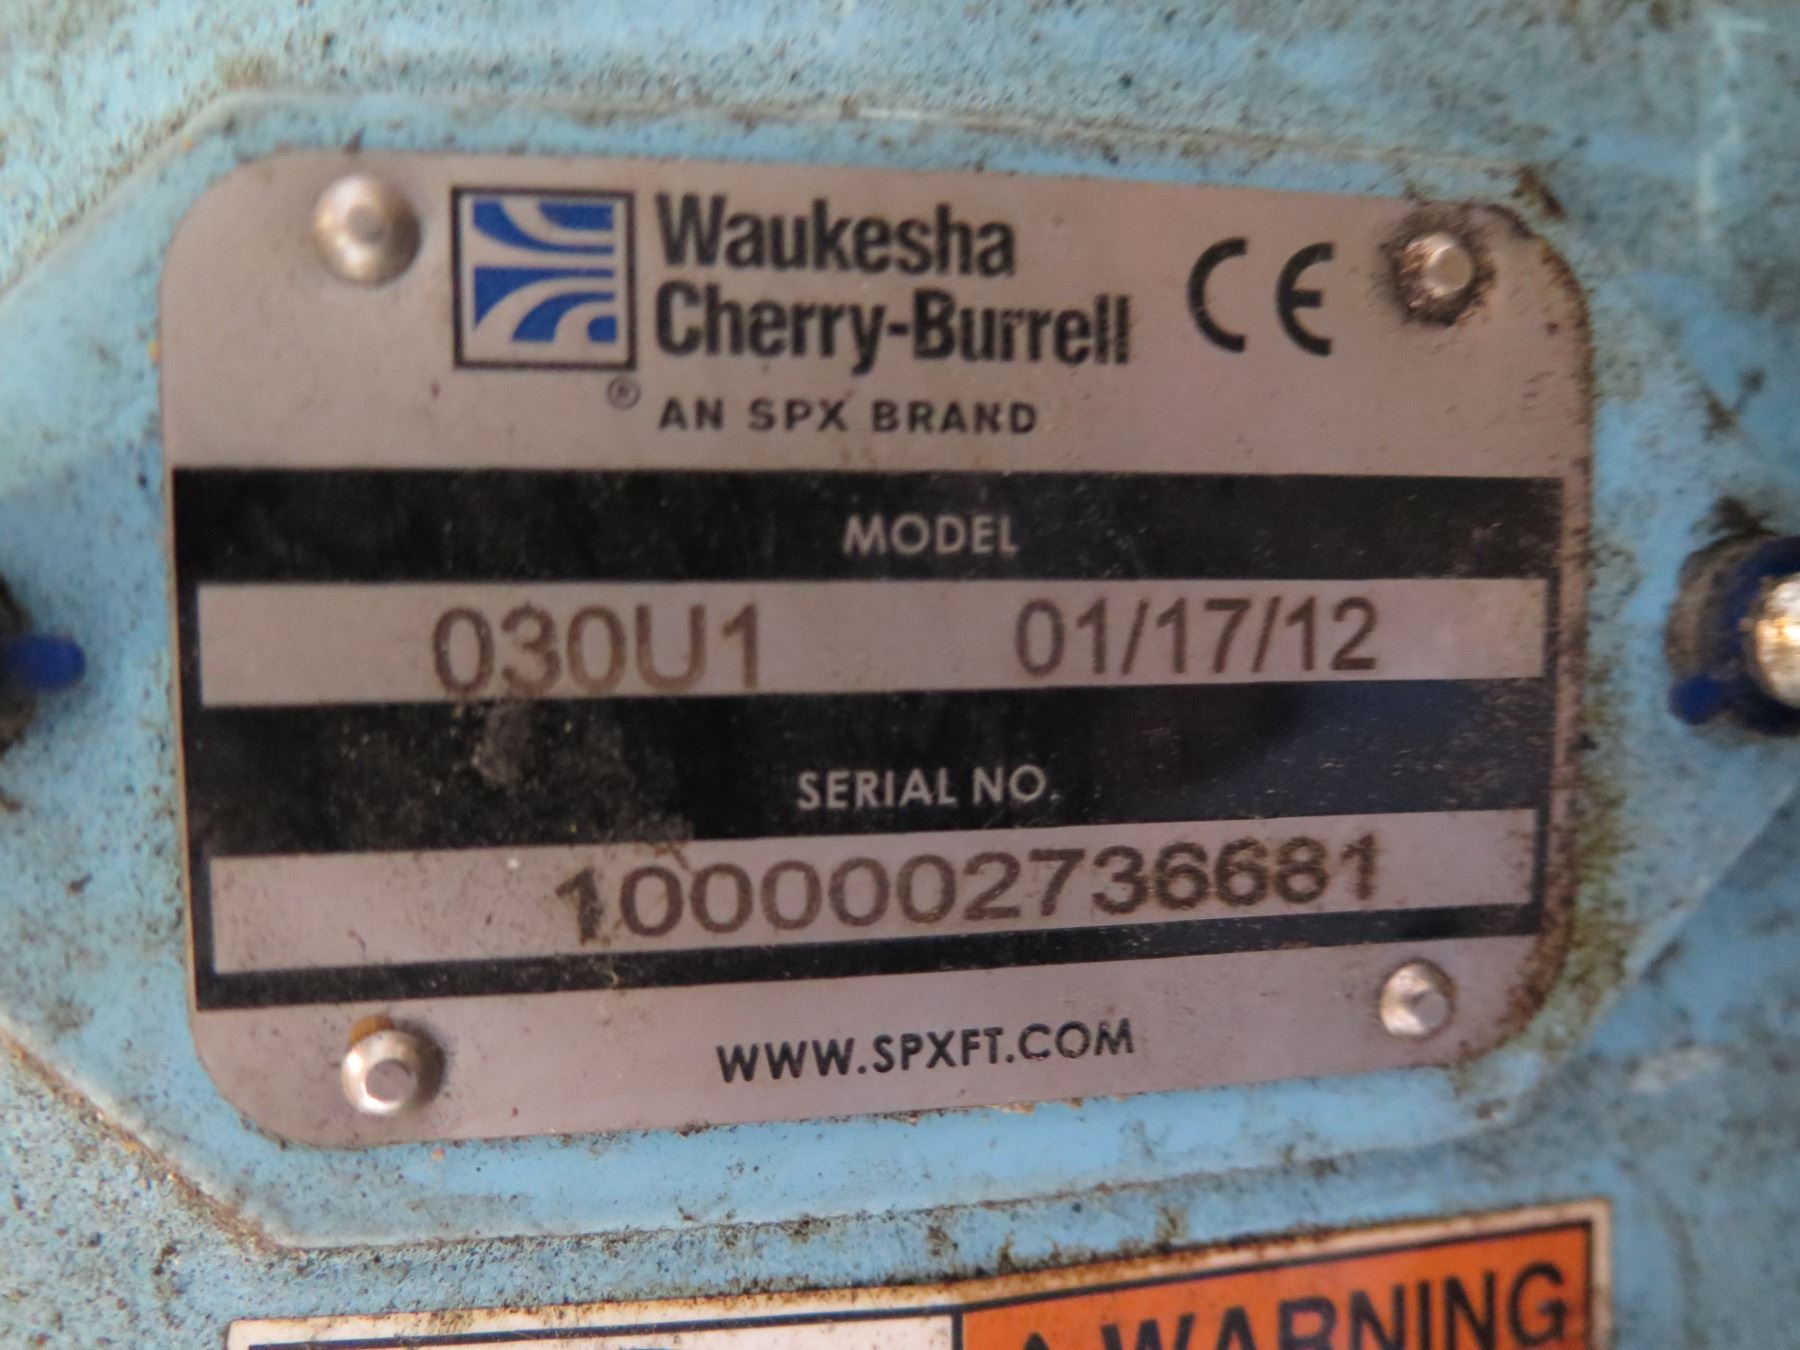 Waukesha
Cherry-Burrell
®
AN SPX BRAND
CE
MODEL
030U1 01/17/12
SERIAL NO.
1000002736681
WWW.SPXFT.COM
WARNING